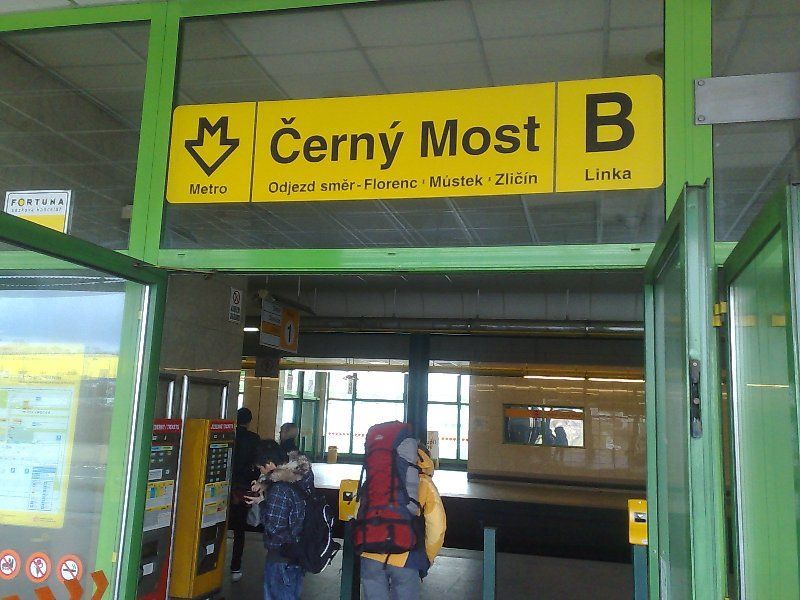 M
Metro
Černý Most
Odjezd směr - Florenc Můstek Zličín
B
Linka
FORTUNA
1